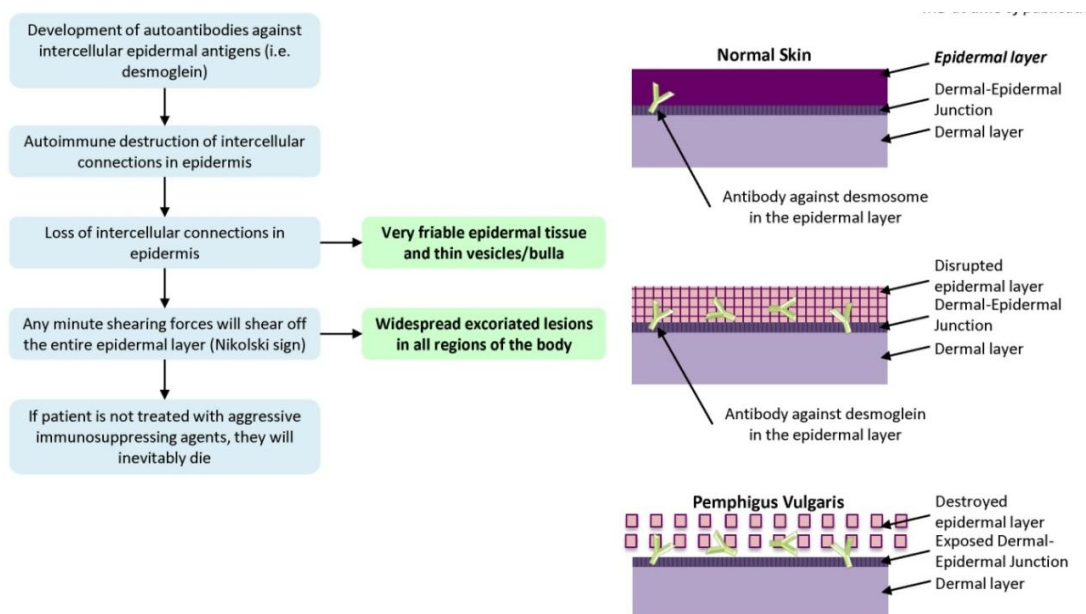 Development of autoantibodies against
intercellular epidermal antigens (i.e.
desmoglein)
Autoimmune destruction of intercellular
connections in epidermis
Loss of intercellular connections in
epidermis
Very friable epidermal tissue
and thin vesicles/bulla
Any minute shearing forces will shear off
the entire epidermal layer (Nikolski sign)
Widespread excoriated lesions
in all regions of the body
If patient is not treated with aggressive
immunosuppressing agents, they will
inevitably die
Normal Skin
Epidermal layer
Dermal-Epidermal
Junction
Dermal layer
Antibody against desmosome
in the epidermal layer
Disrupted
epidermal layer
Dermal-Epidermal
Junction
Dermal layer
Antibody against desmoglein
in the epidermal layer
Pemphigus Vulgaris
Destroyed
epidermal layer
Exposed Dermal-
Epidermal Junction
Dermal layer